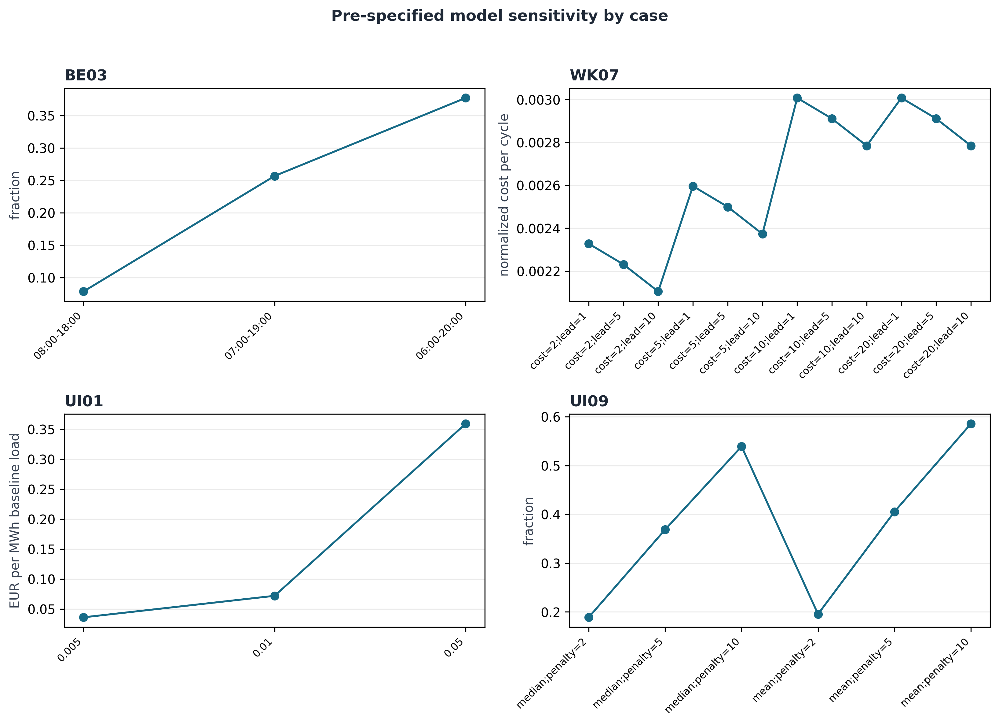 Pre-specified model sensitivity by case
BE03
fraction
0.35
0.30
0.25
0.20
0.15
0.10
08:00-18:00
07:00-19:00
06:00-20:00
WK07
normalized cost per cycle
0.0030
0.0028
0.0026
0.0024
0.0022
cost=2;lead=1
cost=2;lead=5
cost=2;lead=10
cost=5;lead=1
cost=5;lead=5
cost=5;lead=10
cost=10;lead=1
cost=10;lead=5
cost=10;lead=10
cost=20;lead=1
cost=20;lead=5
cost=20;lead=10
UI01
EUR per MWh baseline load
0.35
0.30
0.25
0.20
0.15
0.10
0.05
0.005
0.01
0.05
UI09
fraction
0.6
0.5
0.4
0.3
0.2
median;penalty=2
median;penalty=5
median;penalty=10
mean;penalty=2
mean;penalty=5
mean;penalty=10